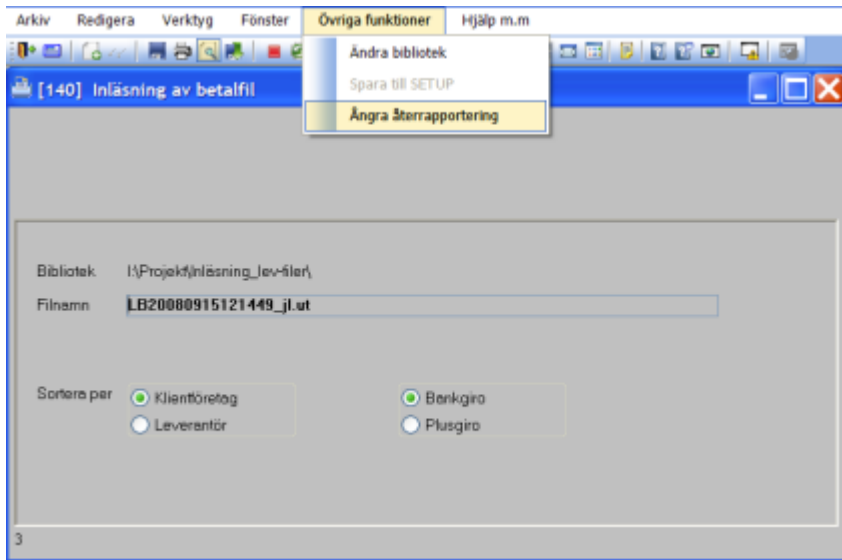 Arkiv Redigera Verktyg Fönster Övriga funktioner Hjälp m.m
Ändra bibliotek
Spara till SETUP
Ångra återrapportering
[140] Inläsning av betalfil
Bibliotek I:\Projekt\Inläsning_lev-filer\,
Filnamn LB20080915121449_jl.ut
Sortera per Klientföretag Bankgiro
Leverantör Plusgiro
3